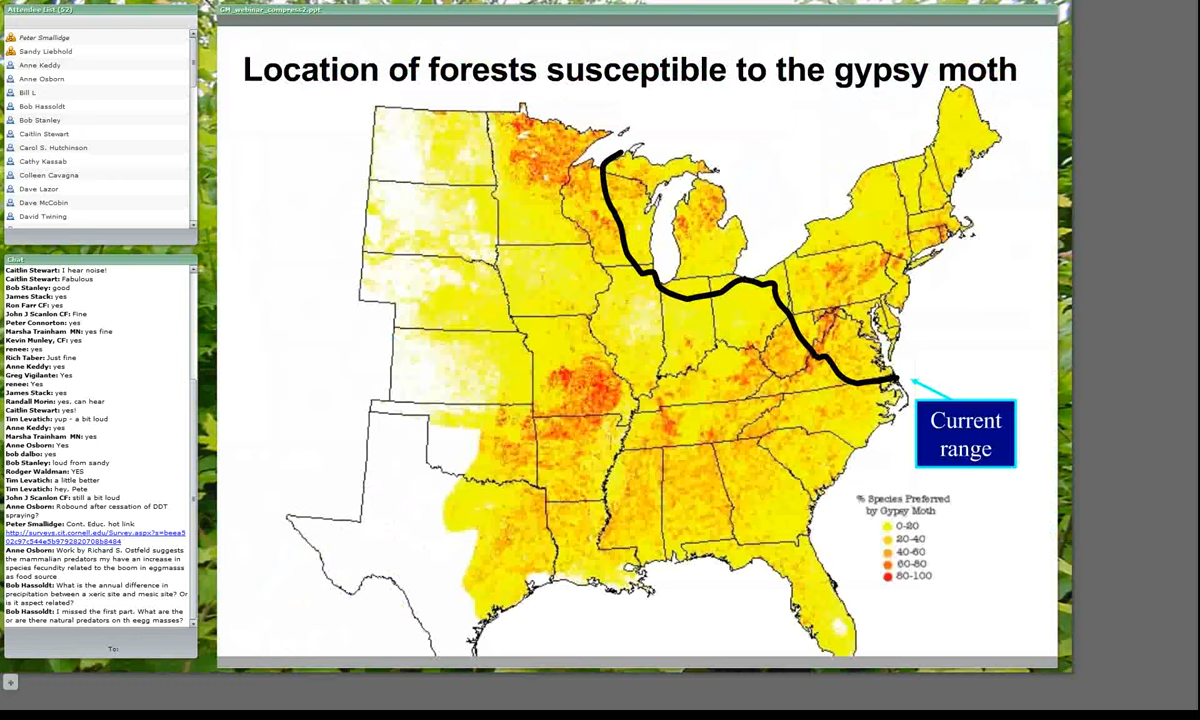 Attendee List (52)
Peter Smallidge
Sandy Liebhold
Anne Keddy
Anne Osborn
Bill L
Bob Hassoldt
Bob Stanley
Caitlin Stewart
Carol S. Hutchinson
Cathy Kassab
Colleen Cavagna
Dave Lazor
Dave McCobin
David Twining
Chat
Caitlin Stewart: I hear noise!
Caitlin Stewart: Fabulous
Bob Stanley: good
James Stack: yes
Ron Farr CF: yes
John J Scanlon CF: Fine
Peter Connorton: yes
Marsha Trainham MN: yes fine
Kevin Munley, CF: yes
renee: yes
Rich Taber: Just fine
Anne Keddy: yes
Greg Vigilante: Yes
renee: Yes
James Stack: yes
Randall Morin: yes, can hear
Caitlin Stewart: yes!
Tim Levatich: yup - a bit loud
Anne Keddy: yes
Marsha Trainham MN: yes
Anne Osborn: Yes
bob dalbo: yes
Bob Stanley: loud from sandy
Rodger Waldman: YES
Tim Levatich: a little better
Tim Levatich: hey, Pete
John J Scanlon CF: still a bit loud
Anne Osborn: Robound after cessation of DDT
spraying?
Peter Smallidge: Cont. Educ. hot link
Anne Osborn: Work by Richard S. Ostfeld suggests
the mammalian predators my have an increase in
species fecundity related to the boom in eggmasss
as food source
Bob Hassoldt: What is the annual difference in
precipitation between a xeric site and mesic site? Or
is it aspect related?
Bob Hassoldt: I missed the first part. What are the
or are there natural predators on th eegg masses?
To:
GM_webinar_compress2.ppt
Location of forests susceptible to the gypsy moth
Current
range
% Species Preferred
by Gypsy Moth
0-20
20-40
40-60
60-80
80-100